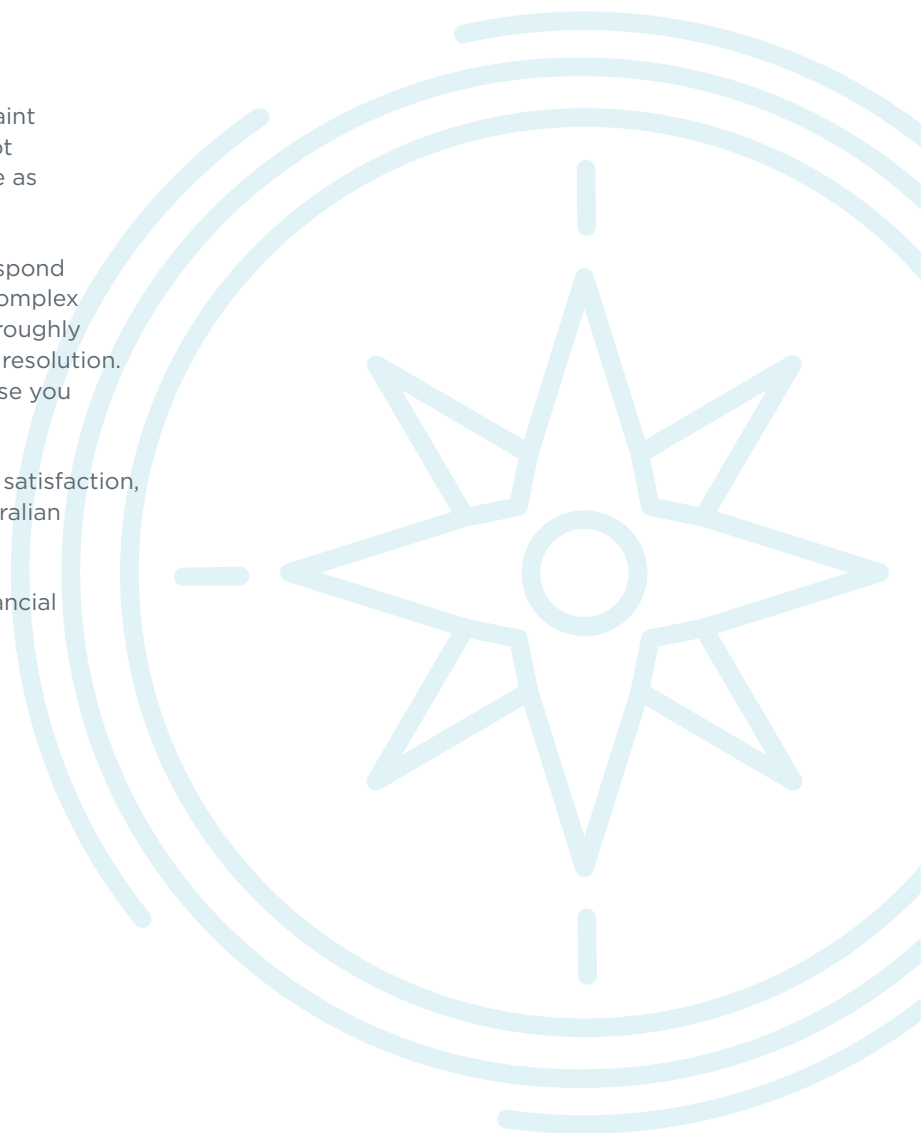 aint
ot
e as
spond
omplex
roughly
resolution.
se you
satisfaction,
ralian
ancial